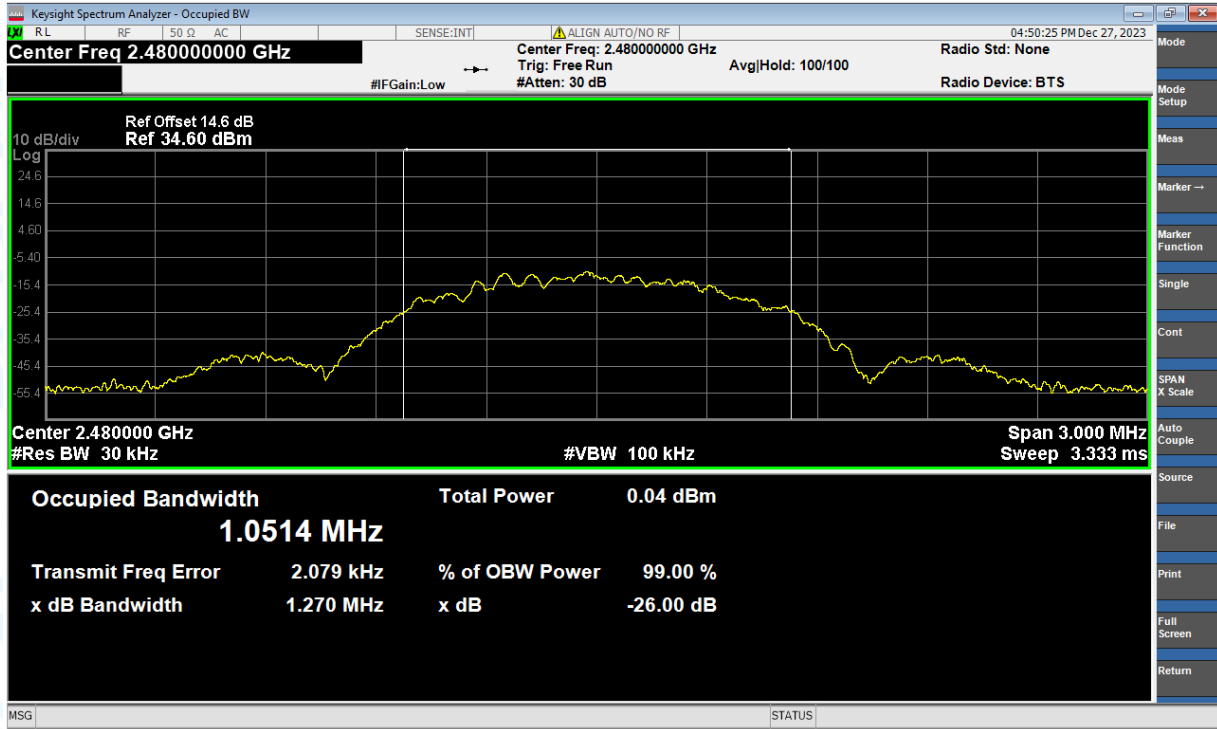 Keysight Spectrum Analyzer - Occupied BW
LXI RL RF 50 Ω AC SENSE:INT ALIGN AUTO/NO RF 04:50:25 PM Dec 27, 2023
Center Freq 2.480000000 GHz
Center Freq: 2.480000000 GHz Radio Std: None
Trig: Free Run Avg|Hold: 100/100
#IFGain:Low #Atten: 30 dB Radio Device: BTS
Ref Offset 14.6 dB
10 dB/div Ref 34.60 dBm
Log
24.6
14.6
4.60
-5.40
-15.4
-25.4
-35.4
-45.4
-55.4
Center 2.480000 GHz Span 3.000 MHz
#Res BW 30 kHz #VBW 100 kHz Sweep 3.333 ms
Occupied Bandwidth Total Power 0.04 dBm
1.0514 MHz
Transmit Freq Error 2.079 kHz % of OBW Power 99.00 %
x dB Bandwidth 1.270 MHz x dB -26.00 dB
MSG STATUS
Mode
Mode
Setup
Meas
Marker→
Marker
Function
Single
Cont
SPAN
X Scale
Auto
Couple
Source
File
Print
Full
Screen
Return